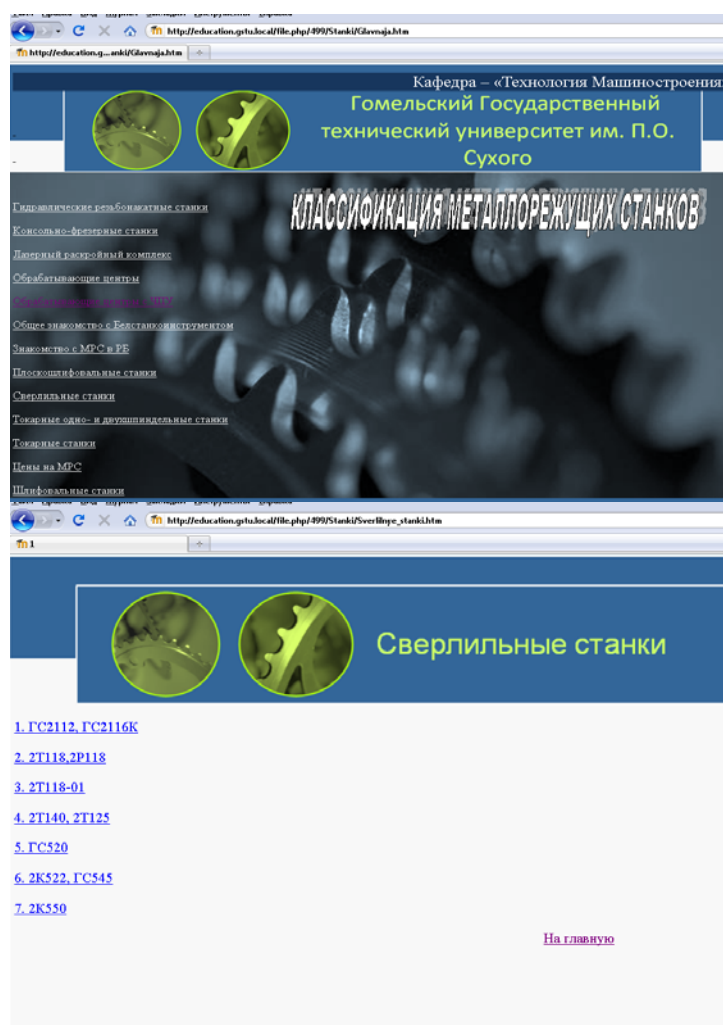 http://education.gstu.local/file.php/499/Stanki/Glavnaja.htm
http://education.g...anki/Glavnaja.htm
Кафедра – «Технология Машиностроения
Гомельский Государственный
технический университет им. П.О.
Сухого
КЛАССИФИКАЦИЯ МЕТАЛЛОРЕЖУЩИХ СТАНКОВ
Гидравлические резьбонакатные станки
Консольно-фрезерные станки
Лазерный раскройный комплекс
Обрабатывающие центры
Обрабатывающие центры с ЧПУ
Общее знакомство с Белстанкоинструментом
Знакомство с МРС в РБ
Плоскошлифовальные станки
Сверлильные станки
Токарные одно- и двушпиндельные станки
Токарные станки
Цены на МРС
Шлифовальные станки
http://education.gstu.local/file.php/499/Stanki/Sverlilnye_stanki.htm
1
Сверлильные станки
1. ГС2112, ГС2116К
2. 2Т118,2Р118
3. 2Т118-01
4. 2Т140, 2Т125
5. ГС520
6. 2К522, ГС545
7. 2К550
На главную